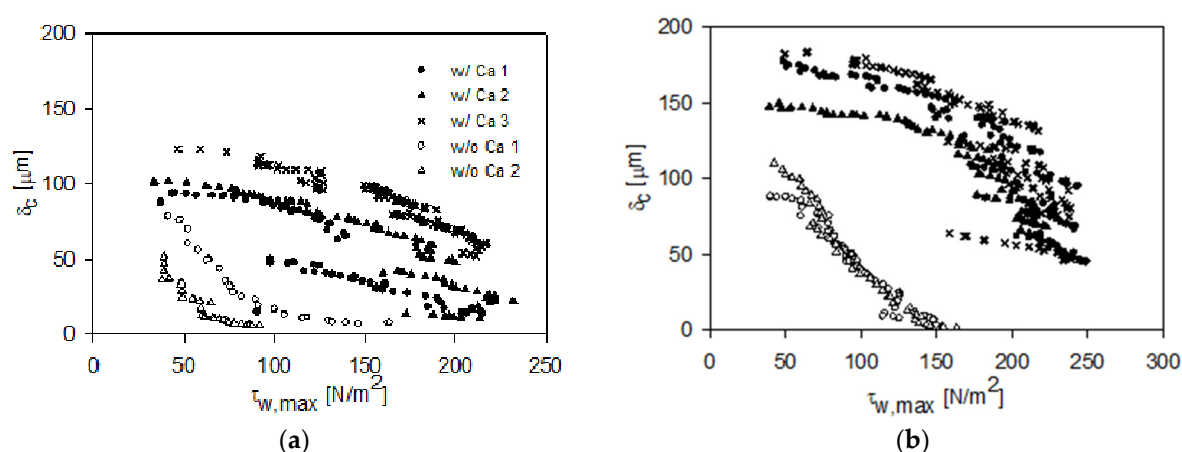 200
150
100
50
0
δc [μm]
w/ Ca 1
w/ Ca 2
w/ Ca 3
w/o Ca 1
w/o Ca 2
0 50 100 150 200 250
τw,max [N/m²]
(a)
200
150
100
50
0
δc [μm]
0 50 100 150 200 250 300
τw,max [N/m²]
(b)